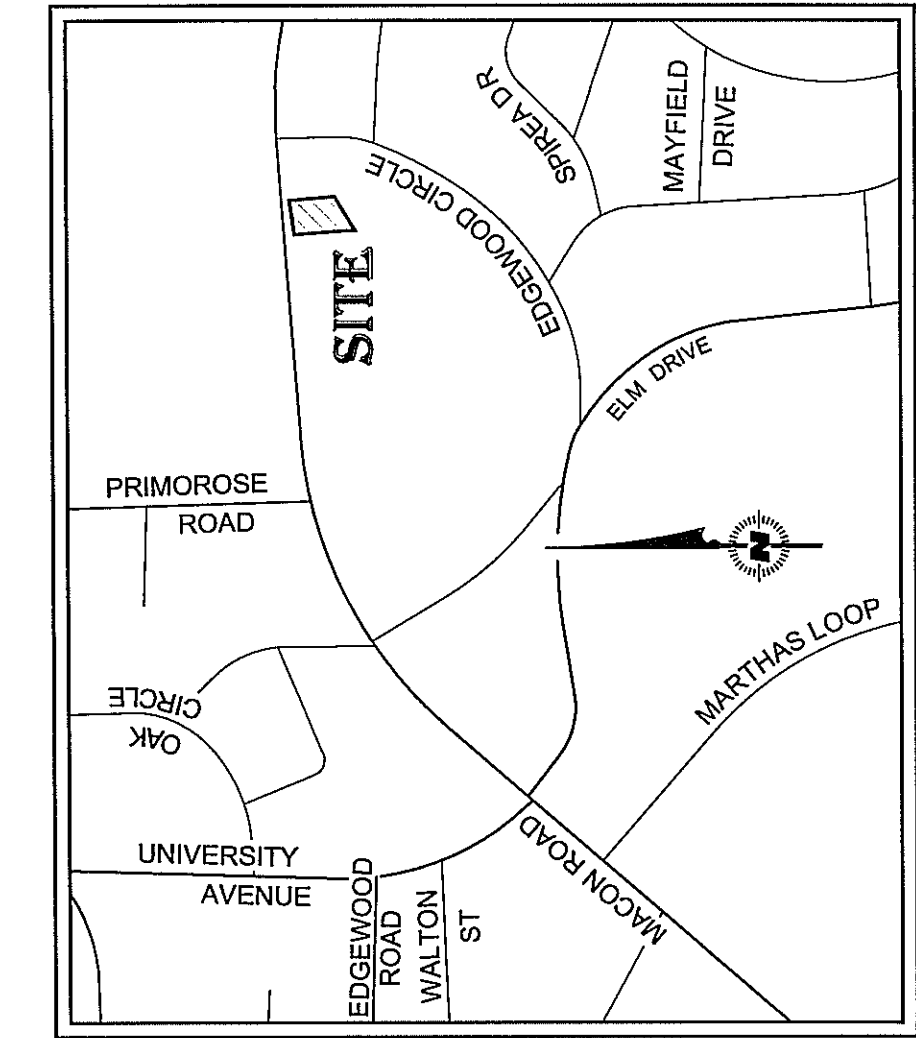 SPIREA DR
MAYFIELD
DRIVE
EDGEWOOD CIRCLE
SITE
ELM DRIVE
PRIMOROSE
ROAD
N
MARTHAS LOOP
OAK
CIRCLE
UNIVERSITY
AVENUE
MACON ROAD
EDGEWOOD
ROAD
WALTON
ST